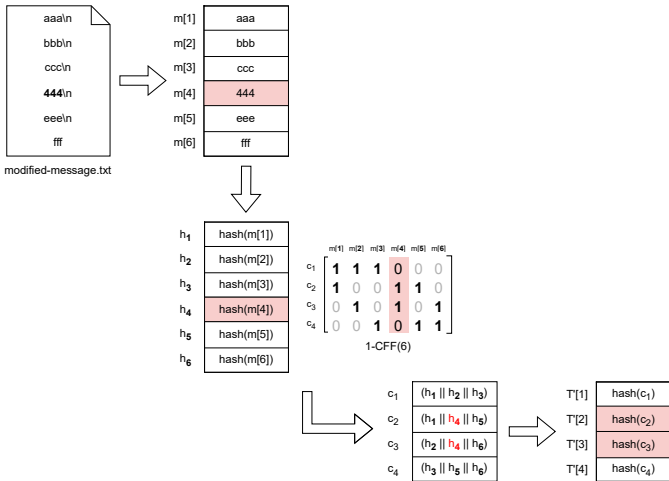 aaa\n
bbb\n
ccc\n
444\n
eee\n
fff
modified-message.txt
m[1] aaa
m[2] bbb
m[3] ccc
m[4] 444
m[5] eee
m[6] fff
h1 hash(m[1])
h2 hash(m[2])
h3 hash(m[3])
h4 hash(m[4])
h5 hash(m[5])
h6 hash(m[6])
m[1] m[2] m[3] m[4] m[5] m[6]
c1 1 1 1 0 0 0
c2 1 0 0 1 1 0
c3 0 1 0 1 0 1
c4 0 0 1 0 1 1
1-CFF(6)
c1 (h1 || h2 || h3)
c2 (h1 || h4 || h5)
c3 (h2 || h4 || h6)
c4 (h3 || h5 || h6)
T'[1] hash(c1)
T'[2] hash(c2)
T'[3] hash(c3)
T'[4] hash(c4)